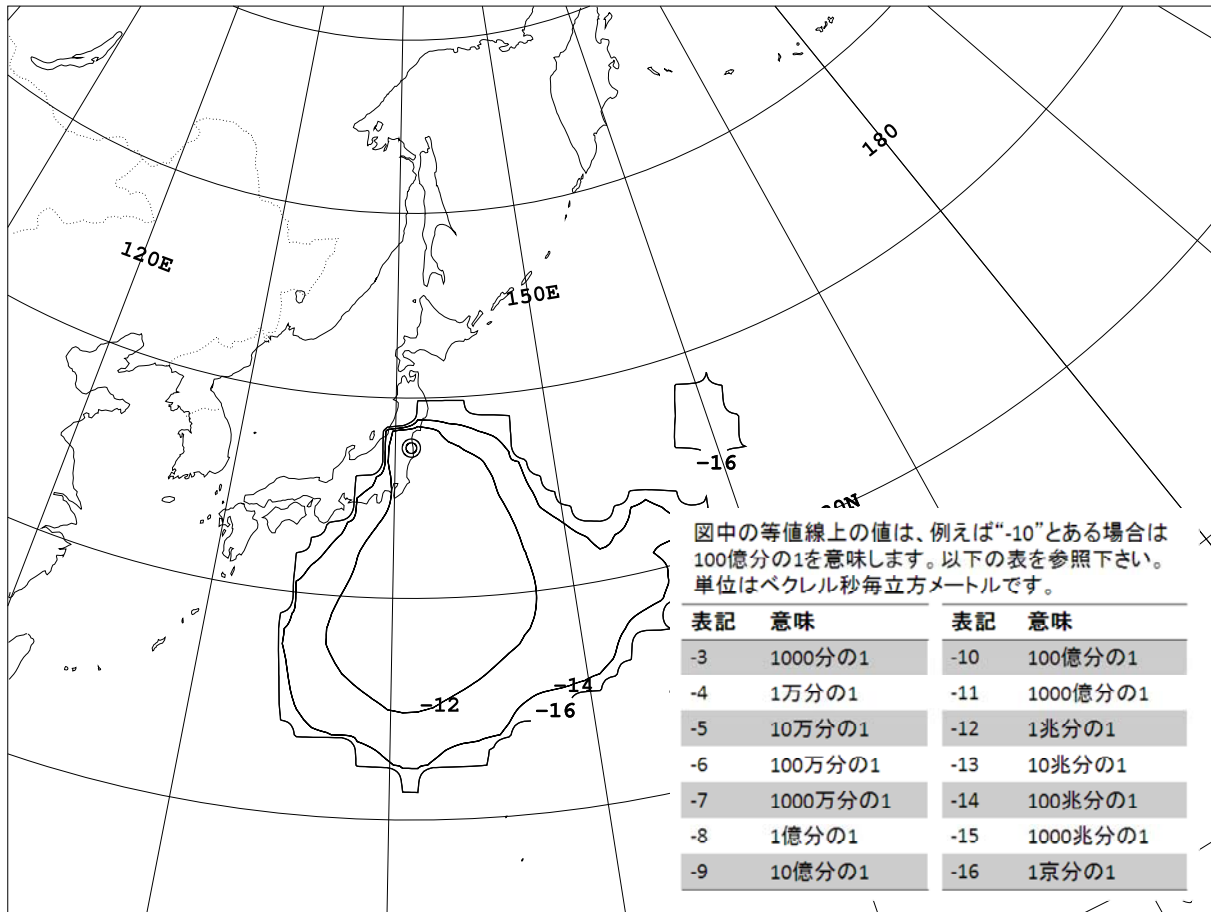 180
120E
150E
-16
-14
-12
-16
図中の等値線上の値は、例えば“-10”とある場合は
100億分の1を意味します。以下の表を参照下さい。
単位はベクレル秒毎立方メートルです。
表記 意味 表記 意味
-3 1000分の1 -10 100億分の1
-4 1万分の1 -11 1000億分の1
-5 10万分の1 -12 1兆分の1
-6 100万分の1 -13 10兆分の1
-7 1000万分の1 -14 100兆分の1
-8 1億分の1 -15 1000兆分の1
-9 10億分の1 -16 1京分の1